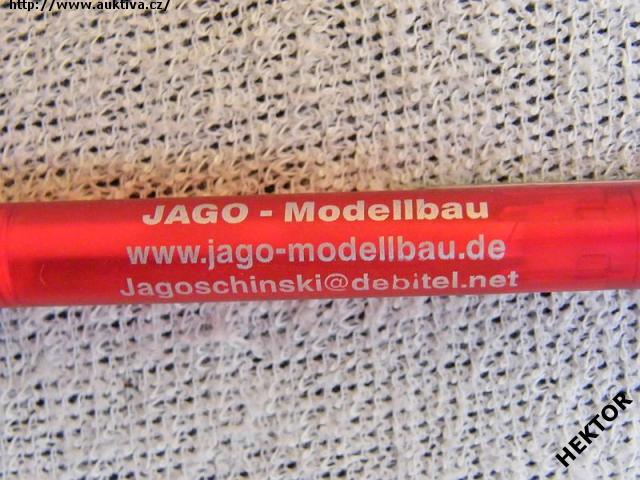 http://www.auktiva.cz/
JAGO - Modellbau
www.jago-modellbau.de
Jagoschinski@debitel.net
HEKTOR